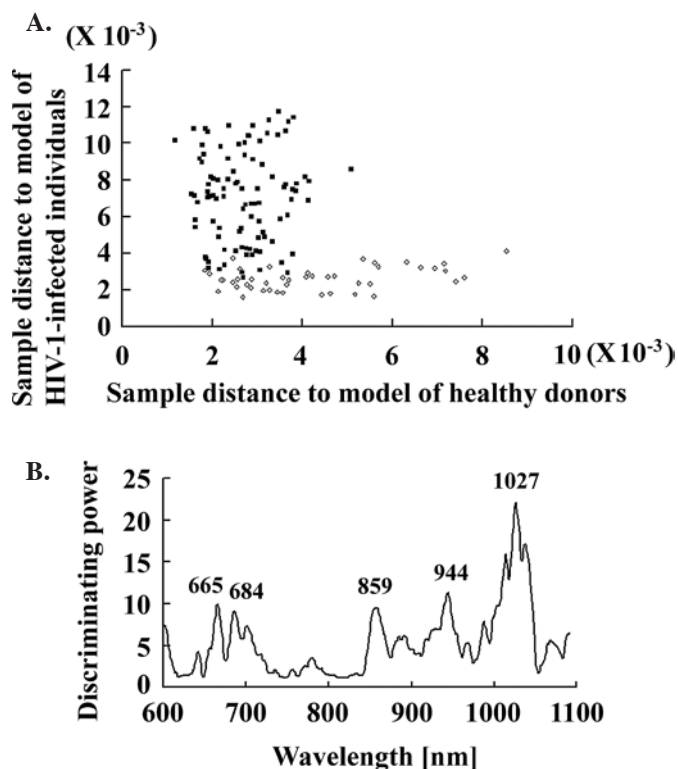 A.
(X 10⁻³)
Sample distance to model of
HIV-1-infected individuals
14
12
10
8
6
4
2
0
0 2 4 6 8 10 (X10⁻³)
Sample distance to model of healthy donors
B.
Discriminating power
25
20
15
10
5
0
665
684
859
944
1027
600 700 800 900 1000 1100
Wavelength [nm]